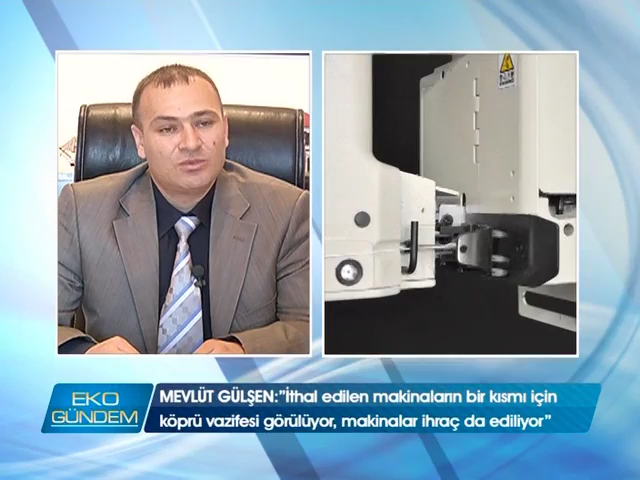 EKO
GÜNDEM
MEVLÜT GÜLŞEN:"İthal edilen makinaların bir kısmı için
köprü vazifesi görülüyor, makinalar ihraç da ediliyor"